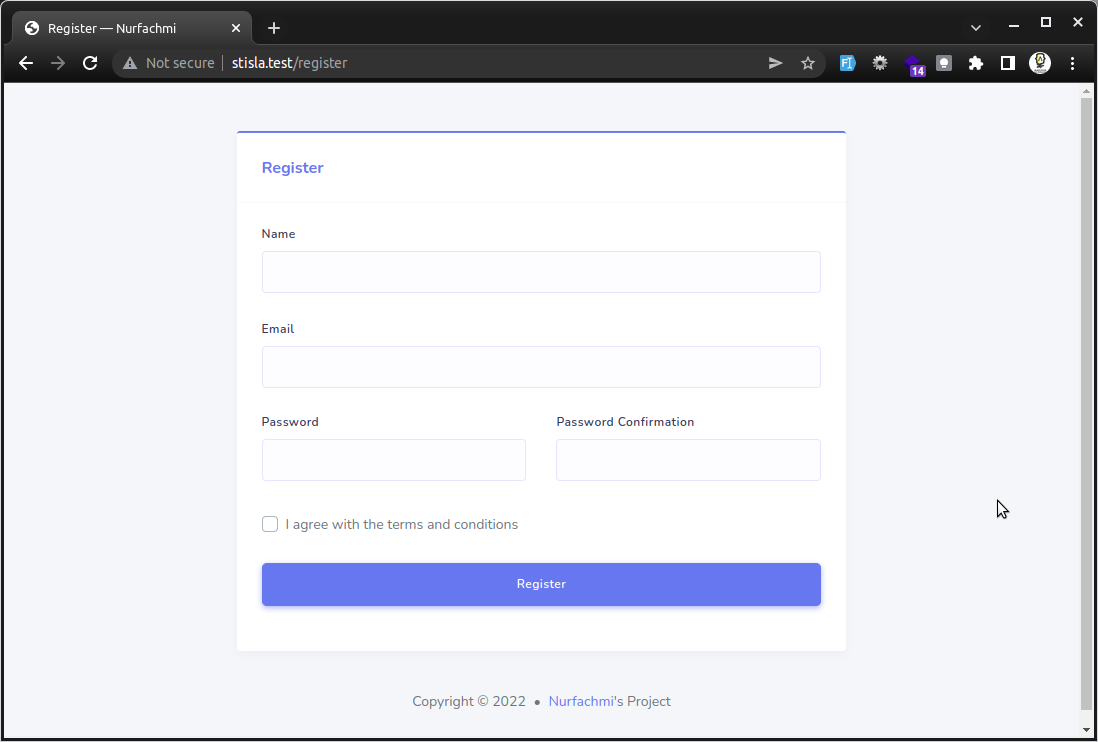 Register — Nurfachmi
Not secure stisla.test/register
14
Register
Name
Email
Password Password Confirmation
I agree with the terms and conditions
Register
Copyright © 2022 • Nurfachmi's Project